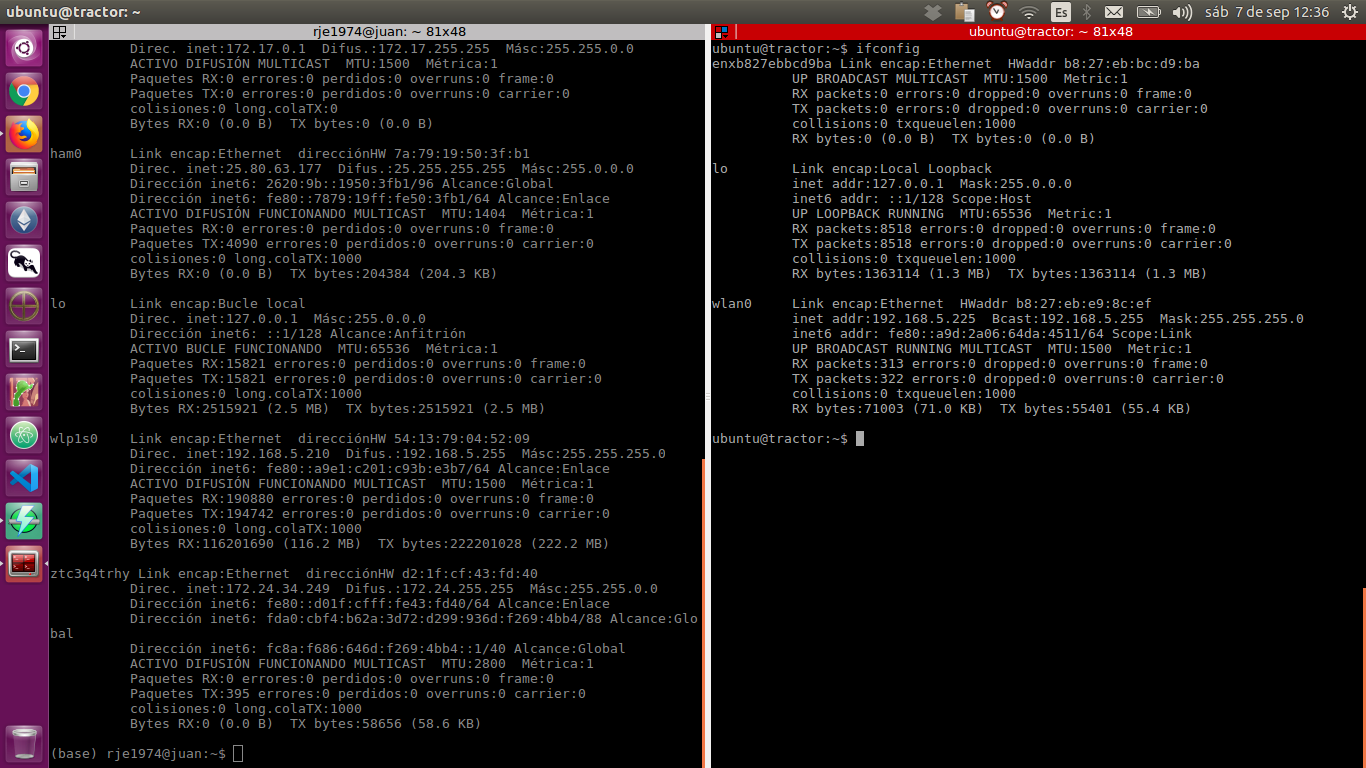 ubuntu@tractor: ~
Es
sáb 7 de sep 12:36
rje1974@juan: ~ 81x48
Direc. inet:172.17.0.1  Difus.:172.17.255.255  Másc:255.255.0.0
ACTIVO DIFUSIÓN MULTICAST  MTU:1500  Métrica:1
Paquetes RX:0 errores:0 perdidos:0 overruns:0 frame:0
Paquetes TX:0 errores:0 perdidos:0 overruns:0 carrier:0
colisiones:0 long.colaTX:0
Bytes RX:0 (0.0 B)  TX bytes:0 (0.0 B)
ham0      Link encap:Ethernet  direcciónHW 7a:79:19:50:3f:b1
Direc. inet:25.80.63.177  Difus.:25.255.255.255  Másc:255.0.0.0
Dirección inet6: 2620:9b::1950:3fb1/96 Alcance:Global
Dirección inet6: fe80::7879:19ff:fe50:3fb1/64 Alcance:Enlace
ACTIVO DIFUSIÓN FUNCIONANDO MULTICAST  MTU:1404  Métrica:1
Paquetes RX:0 errores:0 perdidos:0 overruns:0 frame:0
Paquetes TX:4090 errores:0 perdidos:0 overruns:0 carrier:0
colisiones:0 long.colaTX:1000
Bytes RX:0 (0.0 B)  TX bytes:204384 (204.3 KB)
lo        Link encap:Bucle local
Direc. inet:127.0.0.1  Másc:255.0.0.0
Dirección inet6: ::1/128 Alcance:Anfitrión
ACTIVO BUCLE FUNCIONANDO  MTU:65536  Métrica:1
Paquetes RX:15821 errores:0 perdidos:0 overruns:0 frame:0
Paquetes TX:15821 errores:0 perdidos:0 overruns:0 carrier:0
colisiones:0 long.colaTX:1000
Bytes RX:2515921 (2.5 MB)  TX bytes:2515921 (2.5 MB)
wlp1s0    Link encap:Ethernet  direcciónHW 54:13:79:04:52:09
Direc. inet:192.168.5.210  Difus.:192.168.5.255  Másc:255.255.255.0
Dirección inet6: fe80::a9e1:c201:c93b:e3b7/64 Alcance:Enlace
ACTIVO DIFUSIÓN FUNCIONANDO MULTICAST  MTU:1500  Métrica:1
Paquetes RX:190880 errores:0 perdidos:0 overruns:0 frame:0
Paquetes TX:194742 errores:0 perdidos:0 overruns:0 carrier:0
colisiones:0 long.colaTX:1000
Bytes RX:116201690 (116.2 MB)  TX bytes:222201028 (222.2 MB)
ztc3q4trhy Link encap:Ethernet  direcciónHW d2:1f:cf:43:fd:40
Direc. inet:172.24.34.249  Difus.:172.24.255.255  Másc:255.255.0.0
Dirección inet6: fe80::d01f:cfff:fe43:fd40/64 Alcance:Enlace
Dirección inet6: fda0:cbf4:b62a:3d72:d299:936d:f269:4bb4/88 Alcance:Glo
bal
Dirección inet6: fc8a:f686:646d:f269:4bb4::1/40 Alcance:Global
ACTIVO DIFUSIÓN FUNCIONANDO MULTICAST  MTU:2800  Métrica:1
Paquetes RX:0 errores:0 perdidos:0 overruns:0 frame:0
Paquetes TX:395 errores:0 perdidos:0 overruns:0 carrier:0
colisiones:0 long.colaTX:1000
Bytes RX:0 (0.0 B)  TX bytes:58656 (58.6 KB)
(base) rje1974@juan:~$
ubuntu@tractor: ~ 81x48
ubuntu@tractor:~$ ifconfig
enxb827ebbcd9ba Link encap:Ethernet  HWaddr b8:27:eb:bc:d9:ba
UP BROADCAST MULTICAST  MTU:1500  Metric:1
RX packets:0 errors:0 dropped:0 overruns:0 frame:0
TX packets:0 errors:0 dropped:0 overruns:0 carrier:0
collisions:0 txqueuelen:1000
RX bytes:0 (0.0 B)  TX bytes:0 (0.0 B)
lo        Link encap:Local Loopback
inet addr:127.0.0.1  Mask:255.0.0.0
inet6 addr: ::1/128 Scope:Host
UP LOOPBACK RUNNING  MTU:65536  Metric:1
RX packets:8518 errors:0 dropped:0 overruns:0 frame:0
TX packets:8518 errors:0 dropped:0 overruns:0 carrier:0
collisions:0 txqueuelen:1000
RX bytes:1363114 (1.3 MB)  TX bytes:1363114 (1.3 MB)
wlan0     Link encap:Ethernet  HWaddr b8:27:eb:e9:8c:ef
inet addr:192.168.5.225  Bcast:192.168.5.255  Mask:255.255.255.0
inet6 addr: fe80::a9d:2a06:64da:4511/64 Scope:Link
UP BROADCAST RUNNING MULTICAST  MTU:1500  Metric:1
RX packets:313 errors:0 dropped:0 overruns:0 frame:0
TX packets:322 errors:0 dropped:0 overruns:0 carrier:0
collisions:0 txqueuelen:1000
RX bytes:71003 (71.0 KB)  TX bytes:55401 (55.4 KB)
ubuntu@tractor:~$